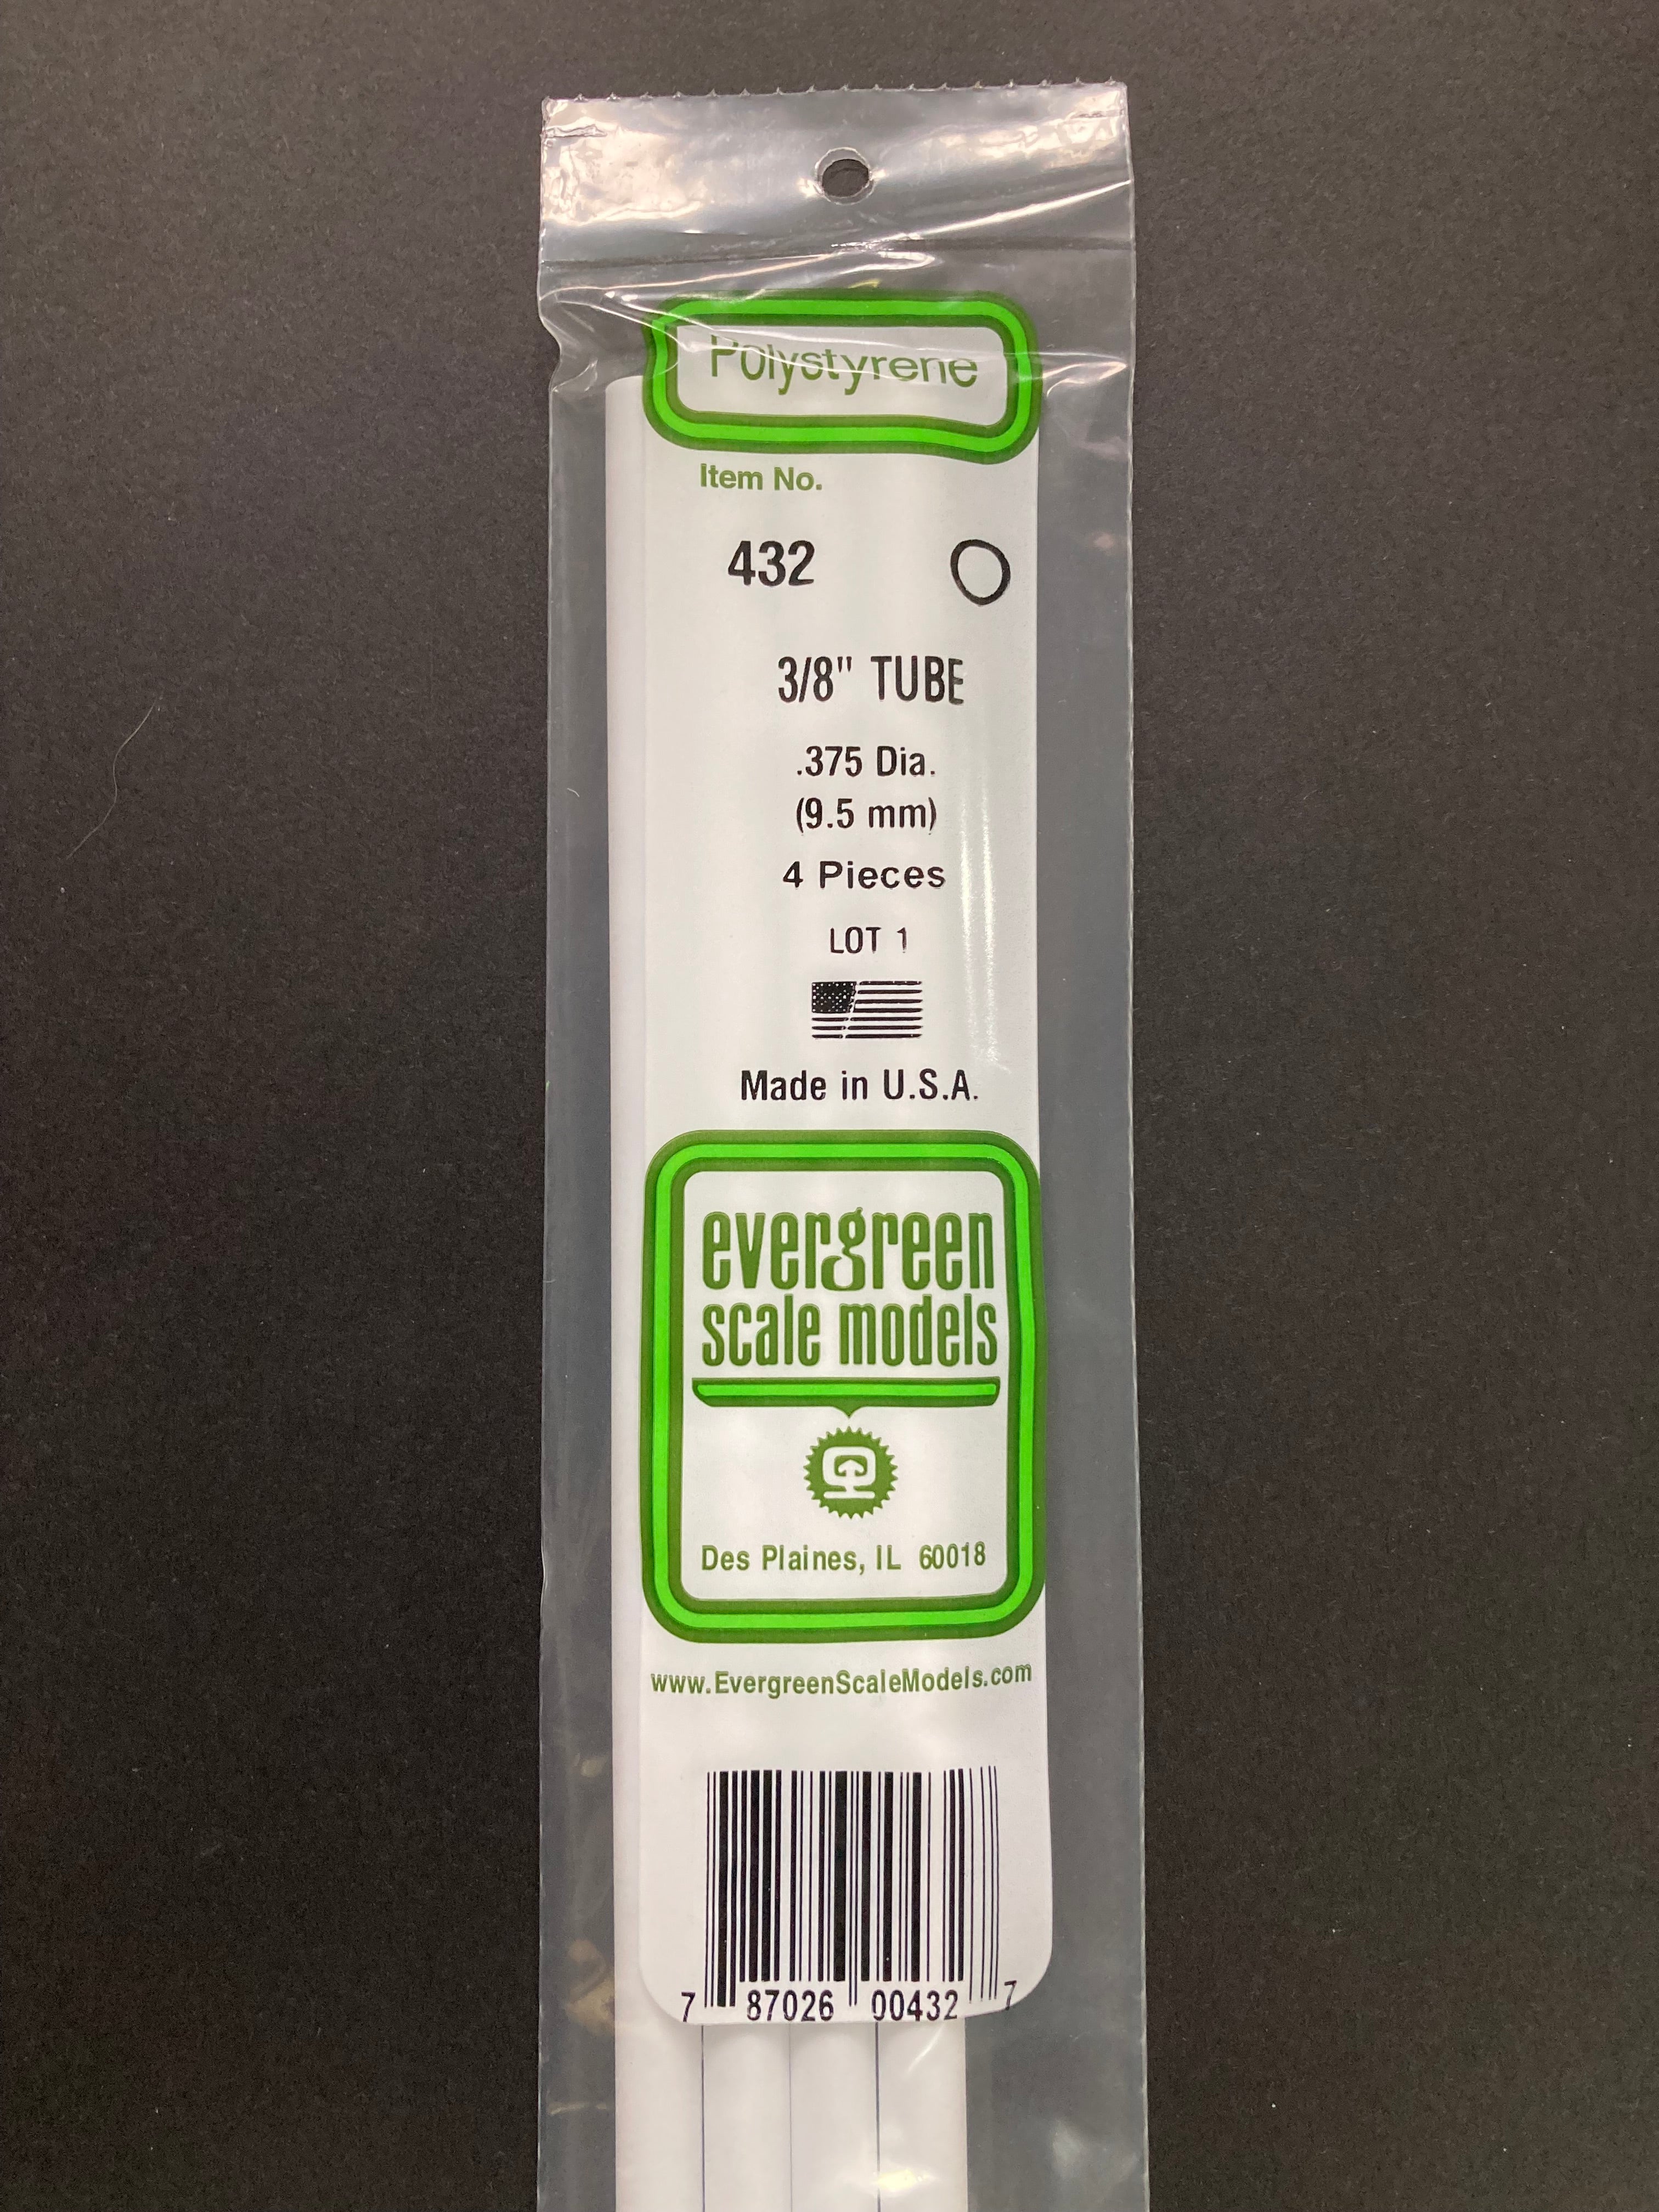 Polystyrene
Item No.
432
3/8" TUBE
.375 Dia.
(9.5 mm)
4 Pieces
LOT 1
Made in U.S.A.
evergreen
scale models
Des Plaines, IL 60018
www.EvergreenScaleModels.com
7 87026 00432 7